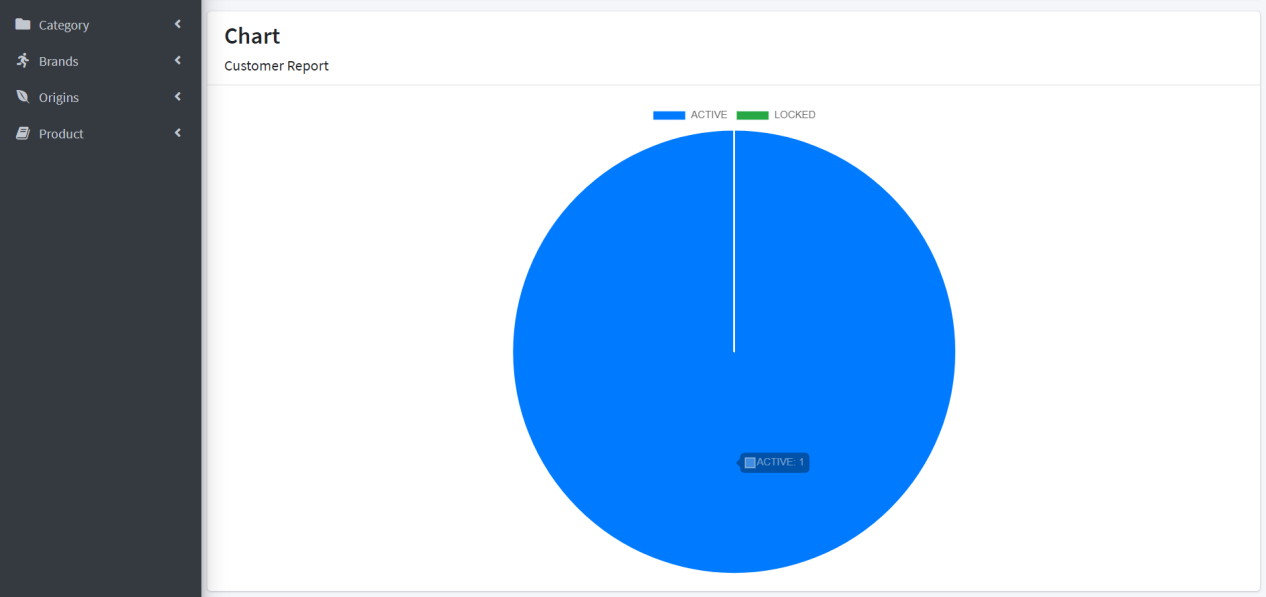 Category
Brands
Origins
Product
Chart
Customer Report
ACTIVE LOCKED
ACTIVE: 1